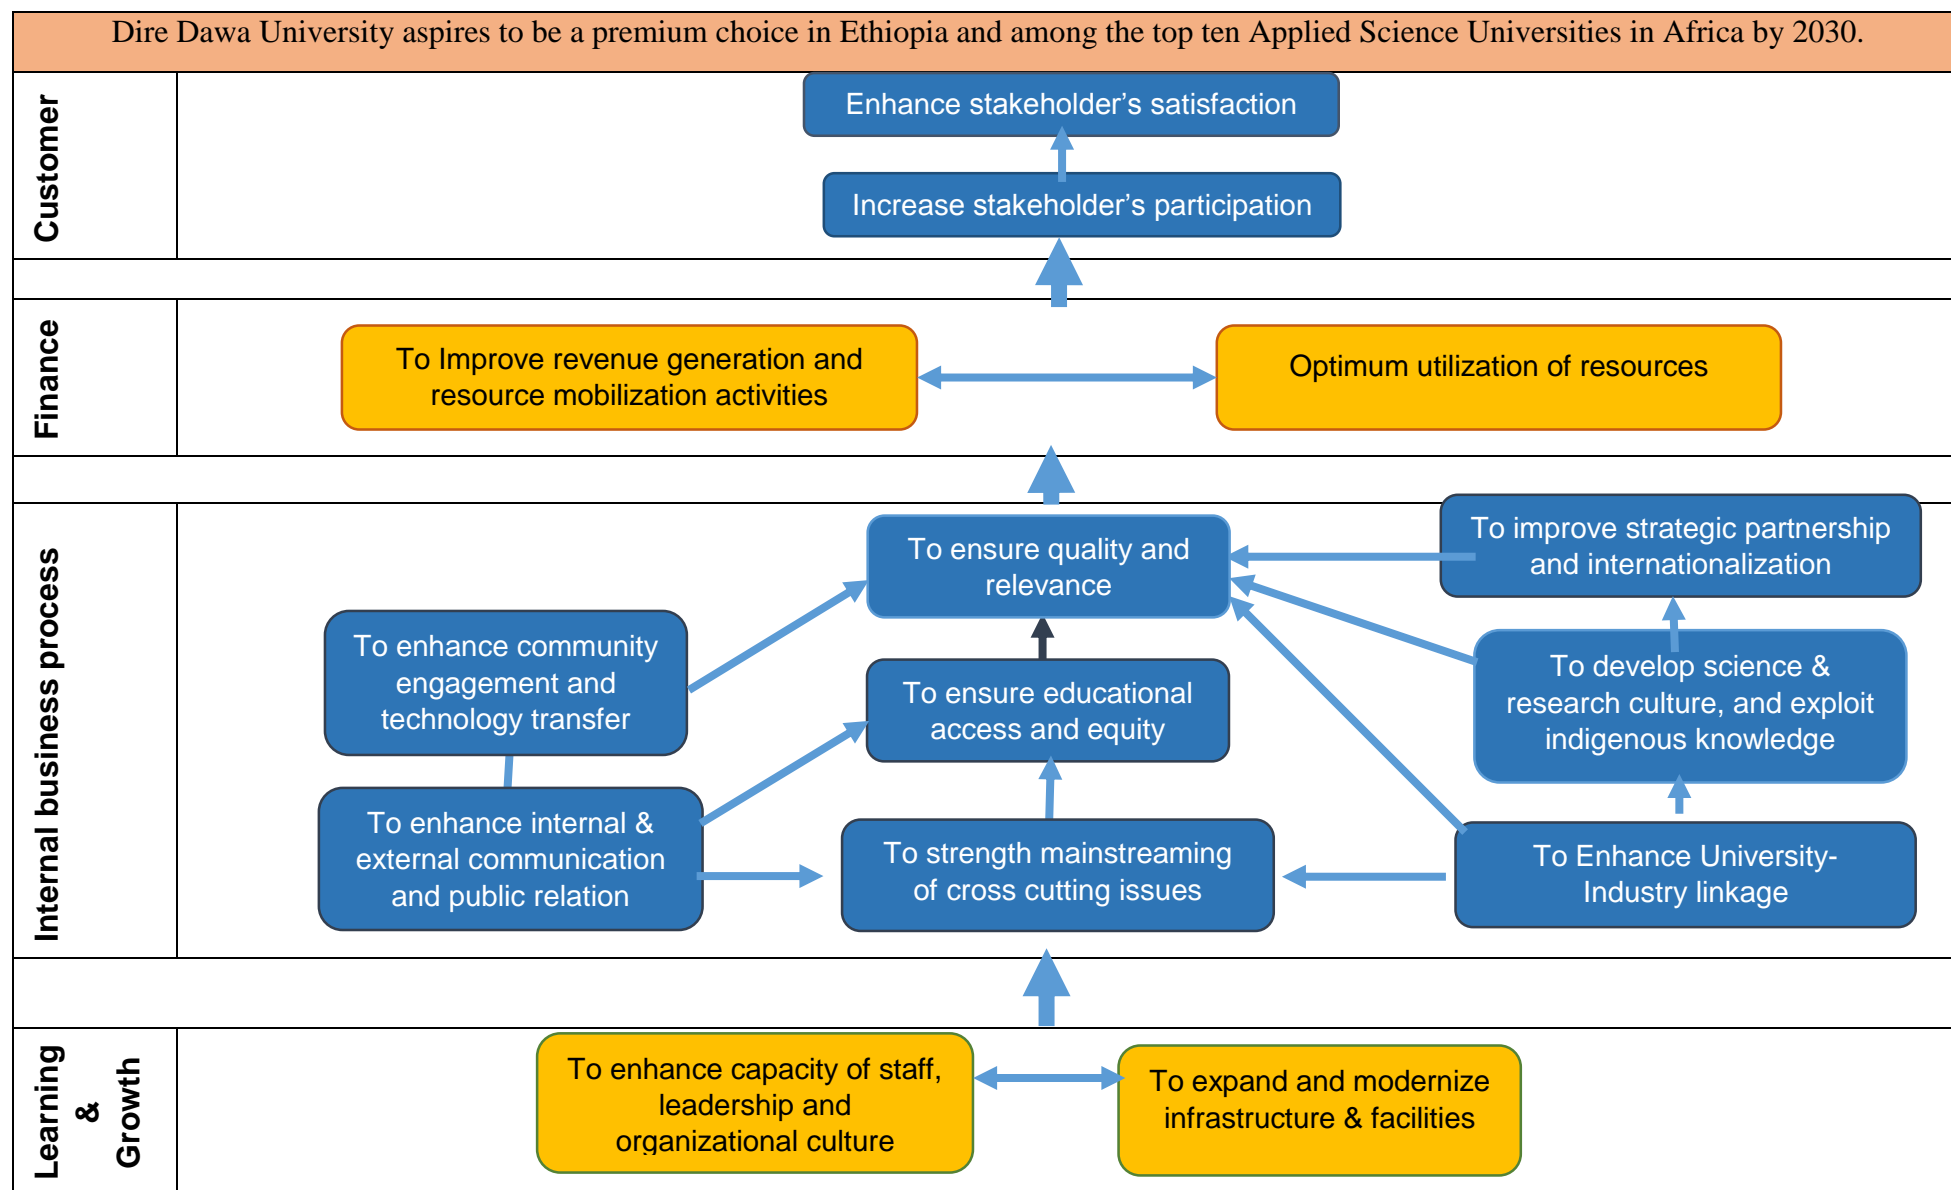 Dire Dawa University aspires to be a premium choice in Ethiopia and among the top ten Applied Science Universities in Africa by 2030.
Customer
Enhance stakeholder’s satisfaction
Increase stakeholder’s participation
Finance
To Improve revenue generation and
resource mobilization activities
Optimum utilization of resources
Internal business process
To ensure quality and
relevance
To improve strategic partnership
and internationalization
To enhance community
engagement and
technology transfer
To ensure educational
access and equity
To develop science &
research culture, and exploit
indigenous knowledge
To enhance internal &
external communication
and public relation
To strength mainstreaming
of cross cutting issues
To Enhance University-
Industry linkage
Learning
&
Growth
To enhance capacity of staff,
leadership and
organizational culture
To expand and modernize
infrastructure & facilities